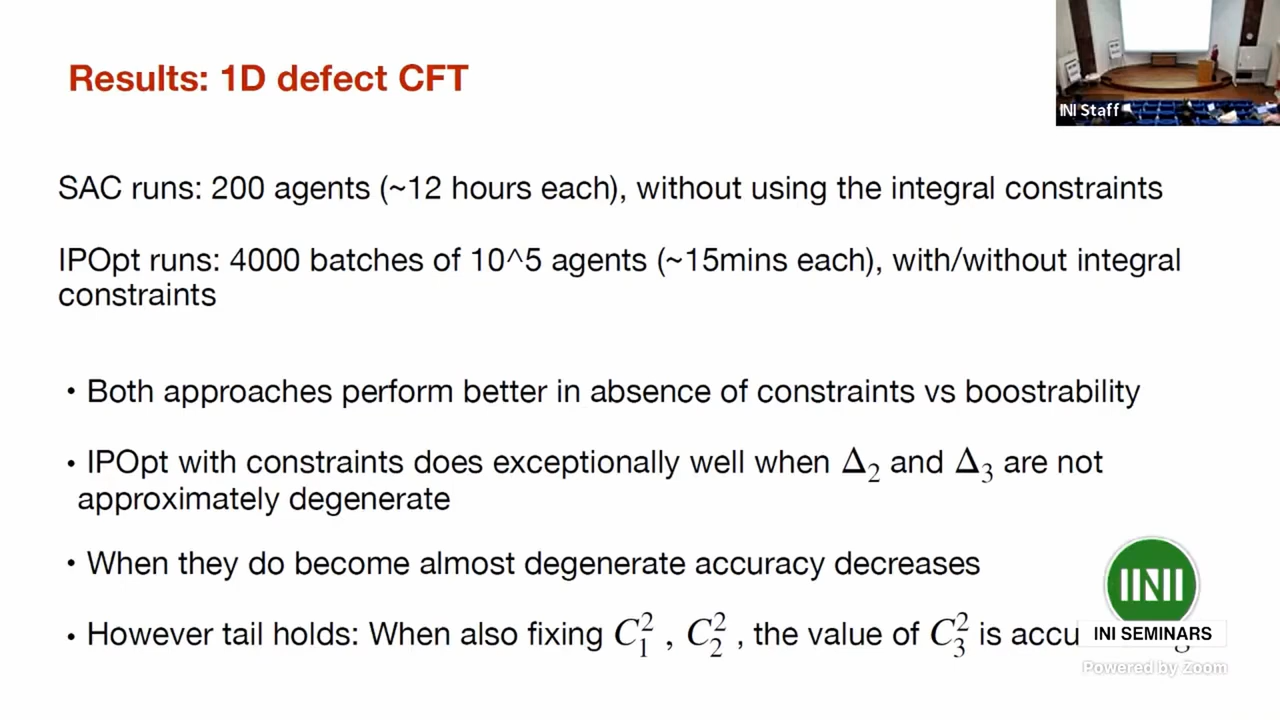 Results: 1D defect CFT
INI Staff
SAC runs: 200 agents (~12 hours each), without using the integral constraints
IPOpt runs: 4000 batches of 10^5 agents (~15mins each), with/without integral
constraints
• Both approaches perform better in absence of constraints vs boostrability
• IPOpt with constraints does exceptionally well when Δ₂ and Δ₃ are not
approximately degenerate
• When they do become almost degenerate accuracy decreases
• However tail holds: When also fixing C₁², C₂², the value of C₃² is
INI
INI SEMINARS
Powered by Zoom